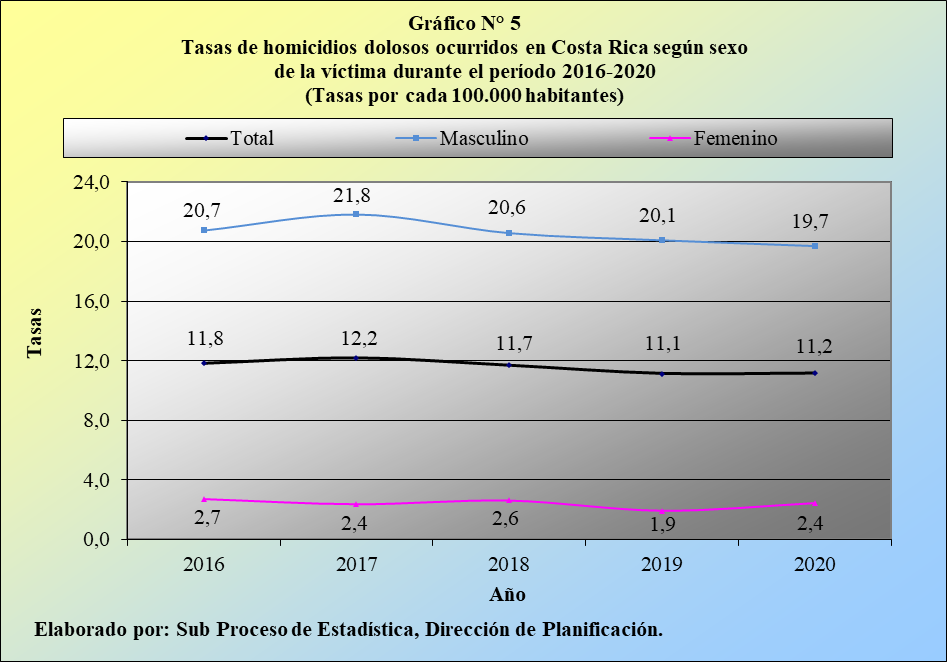 Gráfico N° 5
Tasas de homicidios dolosos ocurridos en Costa Rica según sexo
de la víctima durante el período 2016-2020
(Tasas por cada 100.000 habitantes)
Total Masculino Femenino
24,0
20,0
16,0
12,0
8,0
4,0
0,0
Tasas
20,7 21,8 20,6 20,1 19,7
11,8 12,2 11,7 11,1 11,2
2,7 2,4 2,6 1,9 2,4
2016 2017 2018 2019 2020
Año
Elaborado por: Sub Proceso de Estadística, Dirección de Planificación.